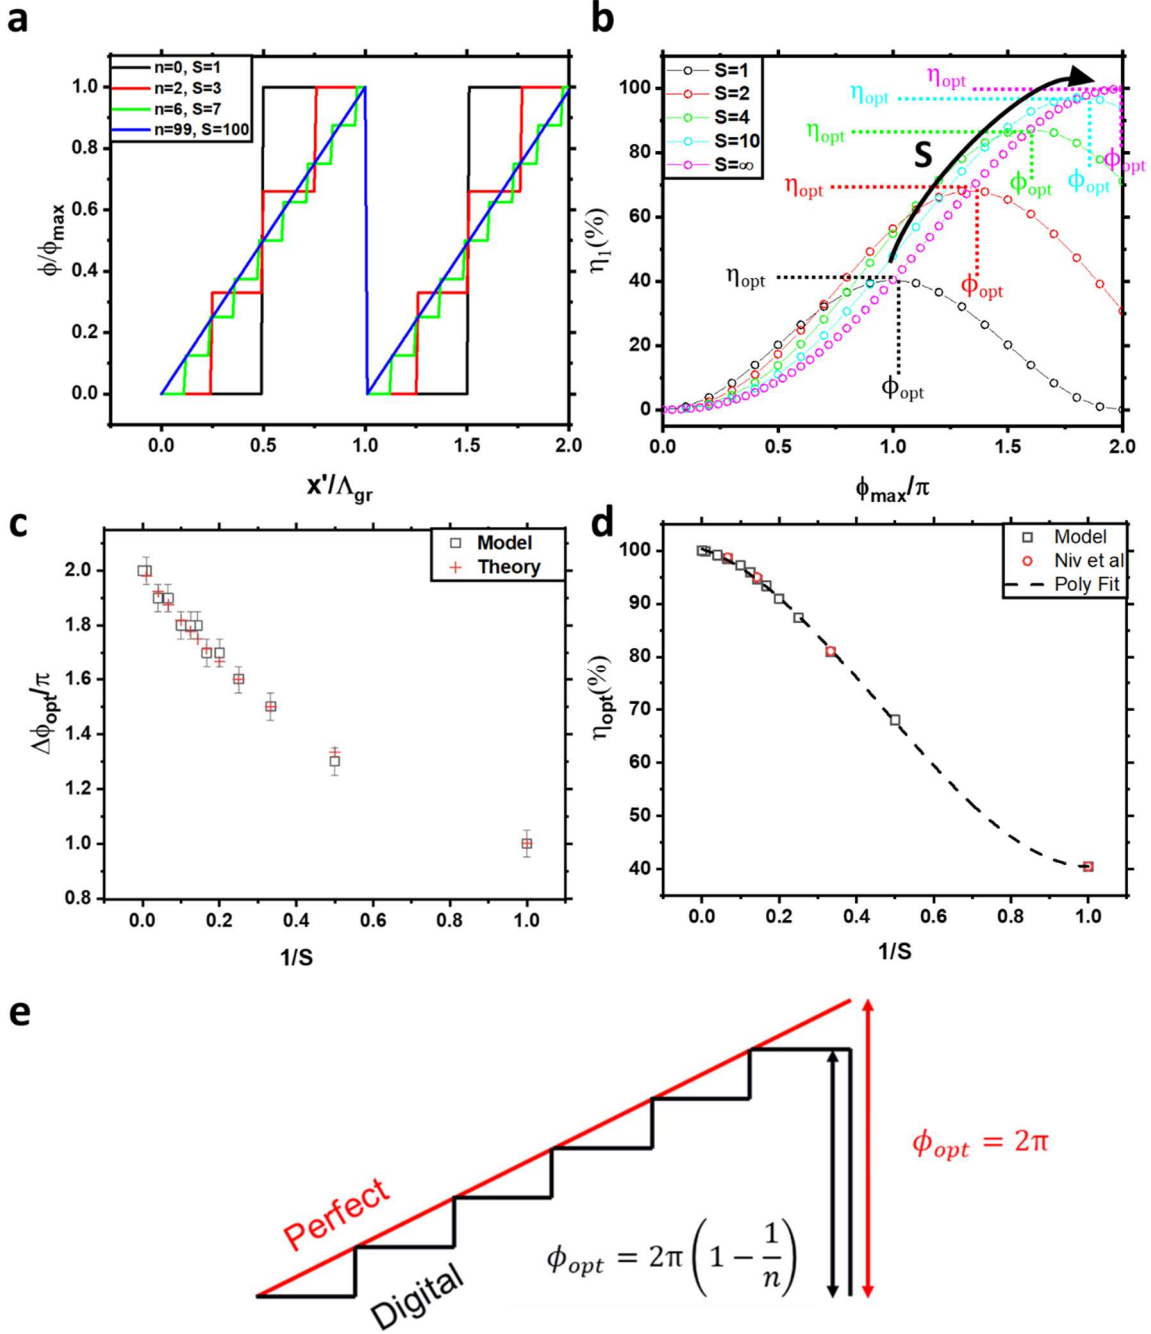 a
n=0, S=1
n=2, S=3
n=6, S=7
n=99, S=100
1.0
0.8
0.6
0.4
0.2
0.0
ϕ/ϕmax
0.0
0.5
1.0
1.5
2.0
x'/Λgr
b
S=1
S=2
S=4
S=10
S=∞
100
80
60
40
20
0
η1(%)
ηopt
ηopt
ηopt
ηopt
ηopt
S
ϕopt
ϕopt
ϕopt
ϕopt
ϕopt
0.0
0.5
1.0
1.5
2.0
ϕmax/π
c
Model
Theory
2.0
1.8
1.6
1.4
1.2
1.0
0.8
Δϕopt/π
0.0
0.2
0.4
0.6
0.8
1.0
1/S
d
Model
Niv et al
Poly Fit
100
90
80
70
60
50
40
ηopt(%)
0.0
0.2
0.4
0.6
0.8
1.0
1/S
e
Perfect
Digital
ϕopt = 2π(1 − 1/n)
ϕopt = 2π